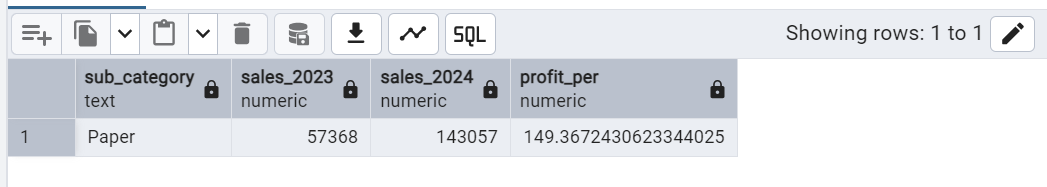 SQL
Showing rows: 1 to 1
sub_category sales_2023 sales_2024 profit_per
text numeric numeric numeric
1 Paper 57368 143057 149.3672430623344025